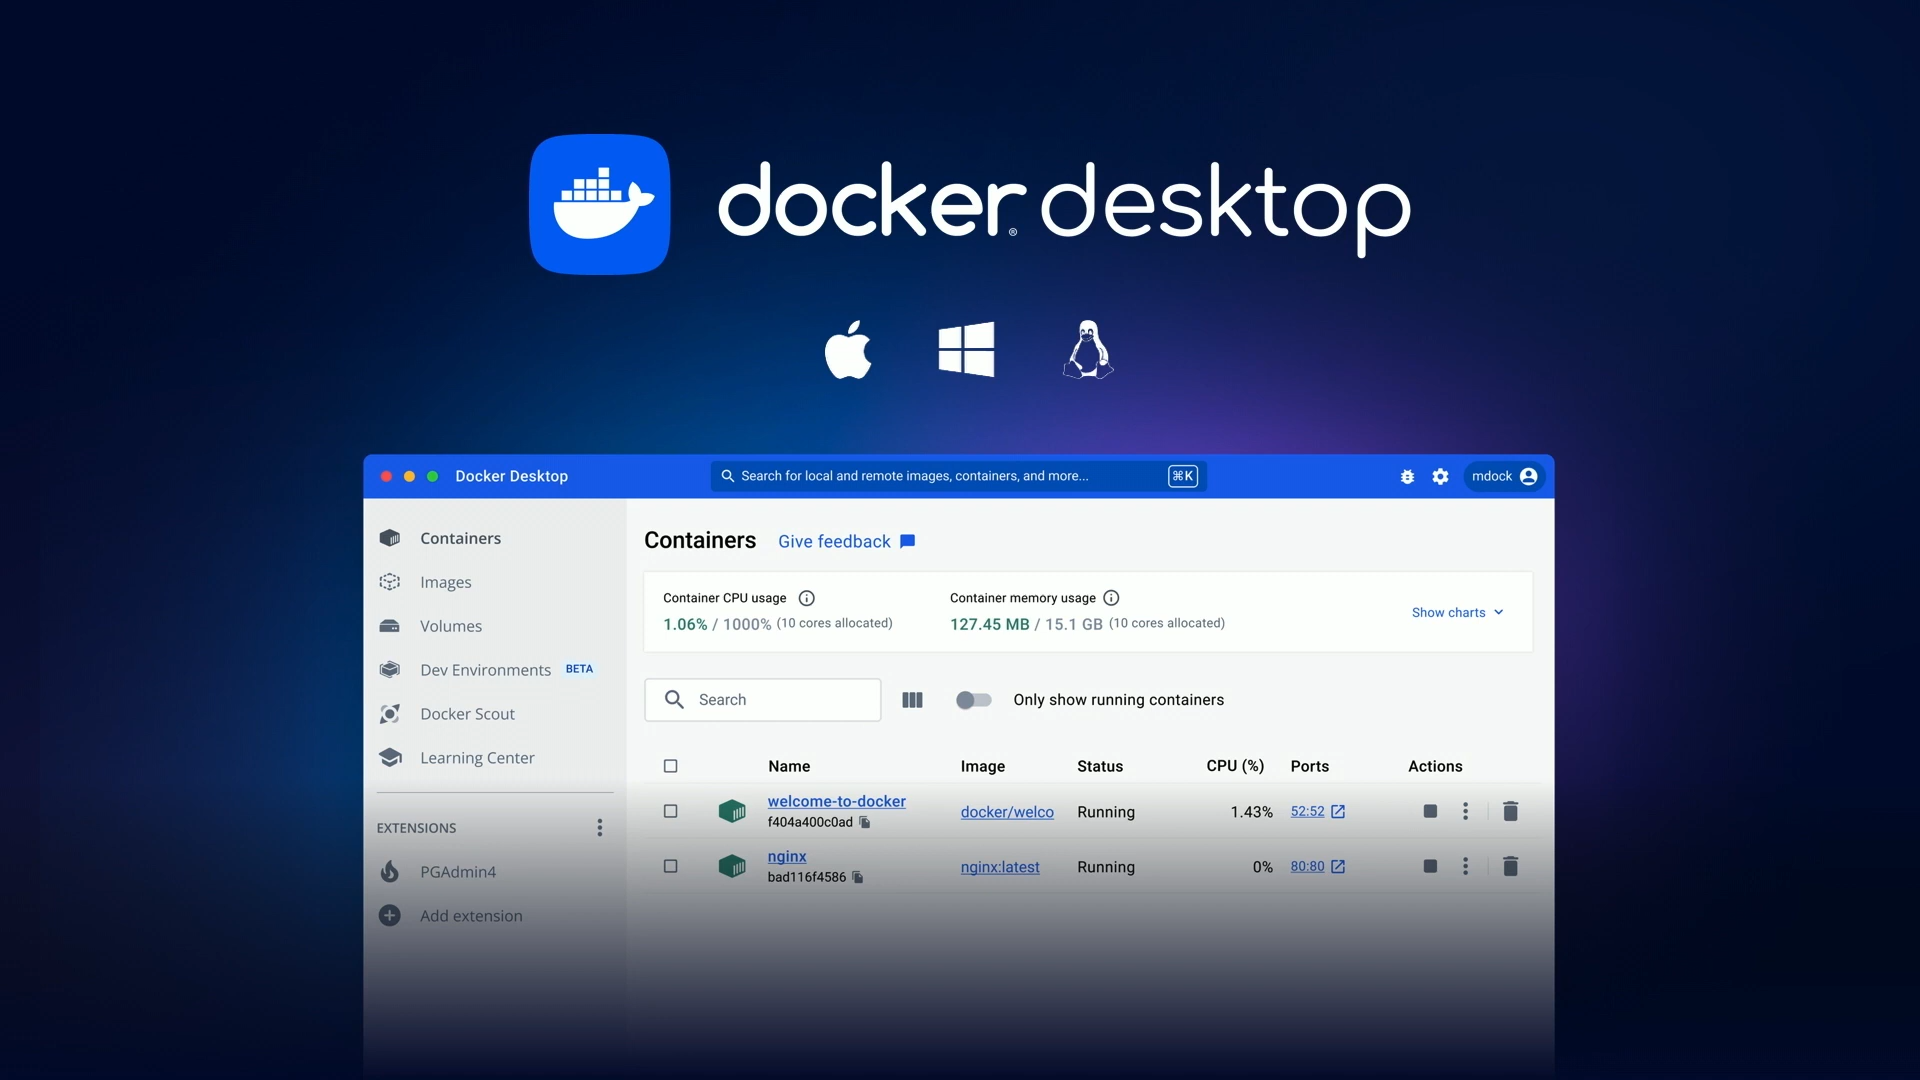 docker® desktop
Docker Desktop
Search for local and remote images, containers, and more...
⌘K
mdock
Containers
Images
Volumes
Dev Environments BETA
Docker Scout
Learning Center
EXTENSIONS
PGAdmin4
Add extension
Containers Give feedback
Container CPU usage
1.06% / 1000% (10 cores allocated)
Container memory usage
127.45 MB / 15.1 GB (10 cores allocated)
Show charts
Search
Only show running containers
Name Image Status CPU (%) Ports Actions
welcome-to-docker
f404a400c0ad
docker/welco Running 1.43% 52:52
nginx
bad116f4586
nginx:latest Running 0% 80:80